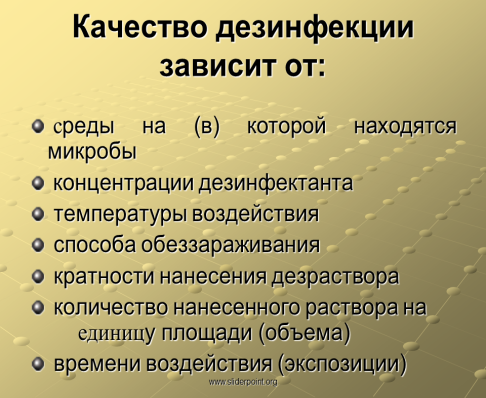 Качество дезинфекции
зависит от:
среды на (в) которой находятся
микробы
концентрации дезинфектанта
температуры воздействия
способа обеззараживания
кратности нанесения дезраствора
количество нанесенного раствора на
единицу площади (объема)
времени воздействия (экспозиции)
www.sliderpoint.org